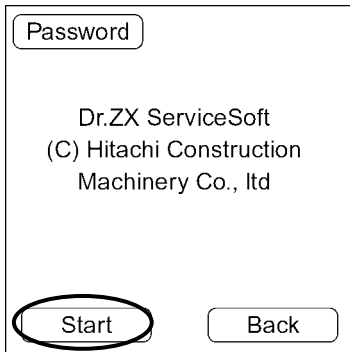 Password
Dr.ZX ServiceSoft
(C) Hitachi Construction
Machinery Co., ltd
Start
Back